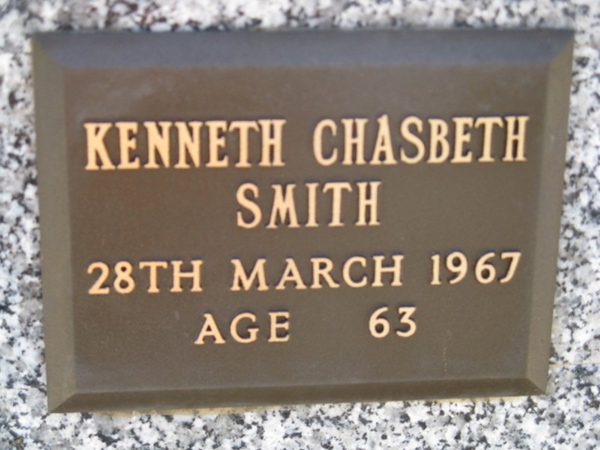 KENNETH CHASBETH
SMITH
28TH MARCH 1967
AGE 63